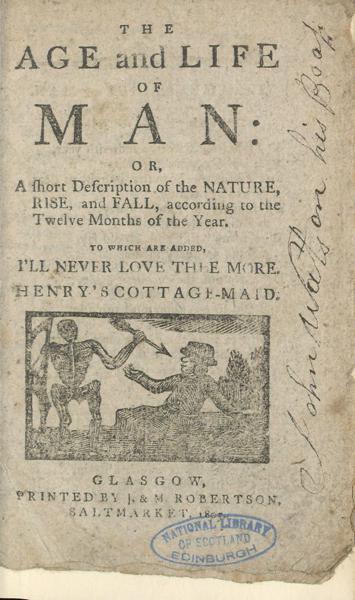 THE
AGE and LIFE
OF
MAN:
OR,
A ſhort Deſcription of the NATURE,
RISE, and FALL, according to the
Twelve Months of the Year.
TO WHICH ARE ADDED,
I'LL NEVER LOVE THEE MORE.
HENRY'S COTTAGE-MAID.
GLASGOW,
PRINTED BY J. & M. ROBERTSON,
SALTMARKET,
NATIONAL LIBRARY
OF SCOTLAND
EDINBURGH
John Watson his Book